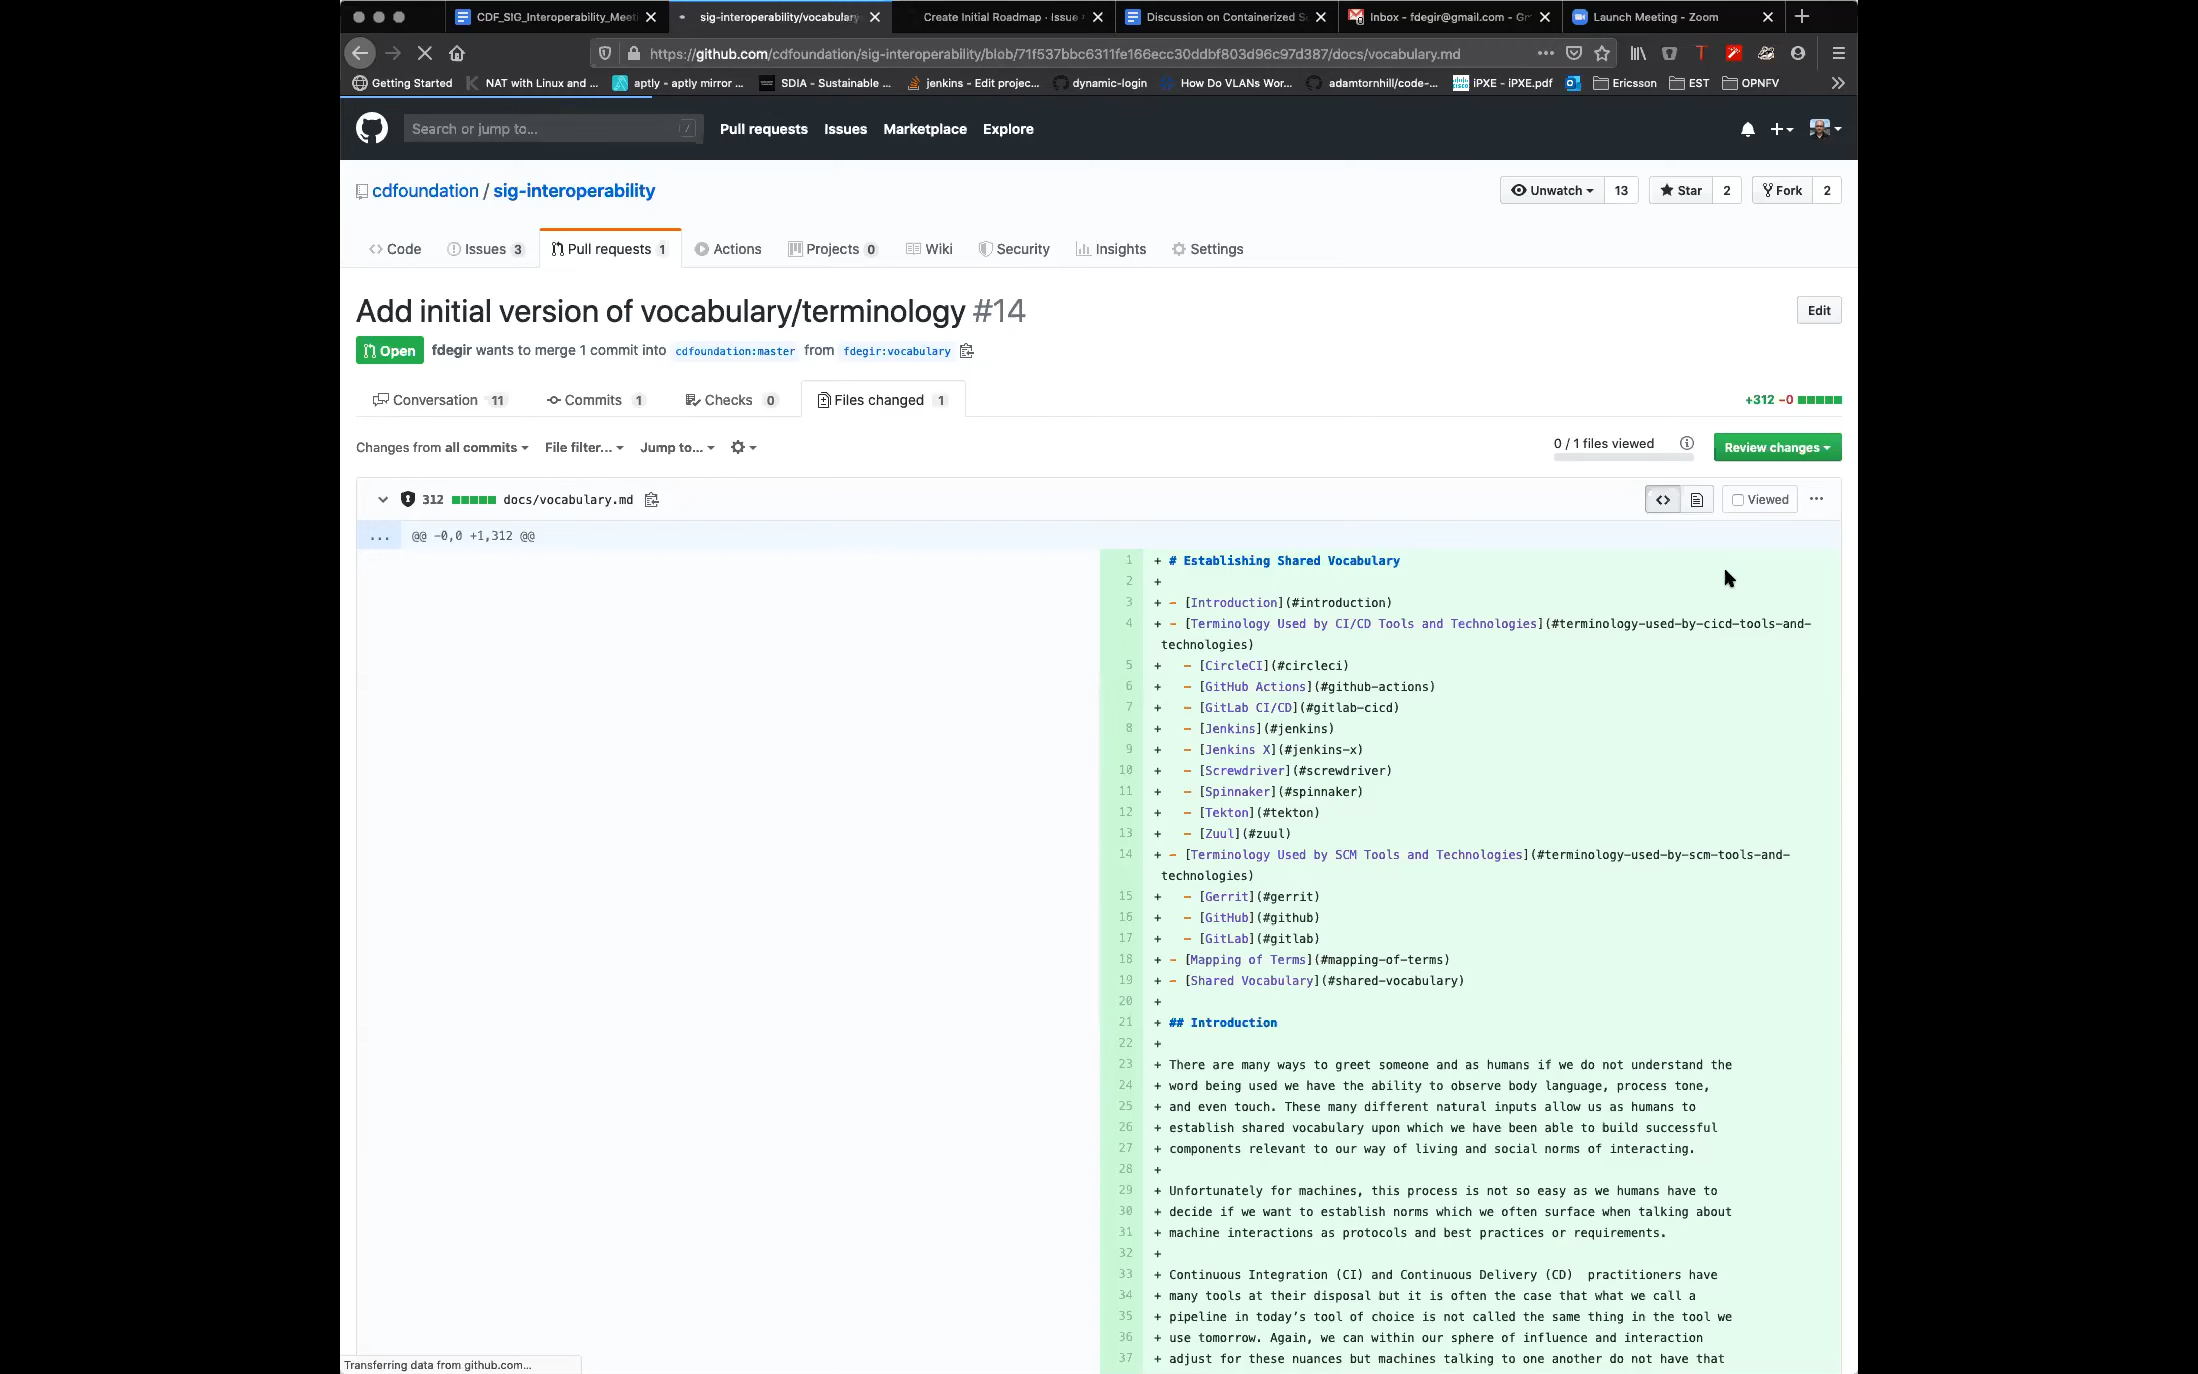 CDF_SIG_Interoperability_Meeti
sig-interoperability/vocabulary
Create Initial Roadmap · Issue
Discussion on Containerized S
Inbox - fdegir@gmail.com - G
Launch Meeting - Zoom
https://github.com/cdfoundation/sig-interoperability/blob/71f537bbc6311fe166ecc30ddbf803d96c97d387/docs/vocabulary.md
Getting Started
NAT with Linux and ...
aptly - aptly mirror ...
SDIA - Sustainable ...
jenkins - Edit projec...
dynamic-login
How Do VLANs Wor...
adamtornhill/code-...
iPXE - iPXE.pdf
Ericsson
EST
OPNFV
Search or jump to... /
Pull requests Issues Marketplace Explore
cdfoundation / sig-interoperability
Unwatch 13 Star 2 Fork 2
Code Issues 3 Pull requests 1 Actions Projects 0 Wiki Security Insights Settings
Add initial version of vocabulary/terminology #14
Edit
Open fdegir wants to merge 1 commit into cdfoundation:master from fdegir:vocabulary
Conversation 11 Commits 1 Checks 0 Files changed 1
+312 −0
Changes from all commits File filter... Jump to...
0 / 1 files viewed
Review changes
312 docs/vocabulary.md
<> Viewed ...
... @@ -0,0 +1,312 @@
1 + # Establishing Shared Vocabulary
2 +
3 + - [Introduction](#introduction)
4 + - [Terminology Used by CI/CD Tools and Technologies](#terminology-used-by-cicd-tools-and-
technologies)
5 +   - [CircleCI](#circleci)
6 +   - [GitHub Actions](#github-actions)
7 +   - [GitLab CI/CD](#gitlab-cicd)
8 +   - [Jenkins](#jenkins)
9 +   - [Jenkins X](#jenkins-x)
10 +   - [Screwdriver](#screwdriver)
11 +   - [Spinnaker](#spinnaker)
12 +   - [Tekton](#tekton)
13 +   - [Zuul](#zuul)
14 + - [Terminology Used by SCM Tools and Technologies](#terminology-used-by-scm-tools-and-
technologies)
15 +   - [Gerrit](#gerrit)
16 +   - [GitHub](#github)
17 +   - [GitLab](#gitlab)
18 + - [Mapping of Terms](#mapping-of-terms)
19 + - [Shared Vocabulary](#shared-vocabulary)
20 +
21 + ## Introduction
22 +
23 + There are many ways to greet someone and as humans if we do not understand the
24 + word being used we have the ability to observe body language, process tone,
25 + and even touch. These many different natural inputs allow us as humans to
26 + establish shared vocabulary upon which we have been able to build successful
27 + components relevant to our way of living and social norms of interacting.
28 +
29 + Unfortunately for machines, this process is not so easy as we humans have to
30 + decide if we want to establish norms which we often surface when talking about
31 + machine interactions as protocols and best practices or requirements.
32 +
33 + Continuous Integration (CI) and Continuous Delivery (CD)  practitioners have
34 + many tools at their disposal but it is often the case that what we call a
35 + pipeline in today’s tool of choice is not called the same thing in the tool we
36 + use tomorrow. Again, we can within our sphere of influence and interaction
37 + adjust for these nuances but machines talking to one another do not have that
Transferring data from github.com...